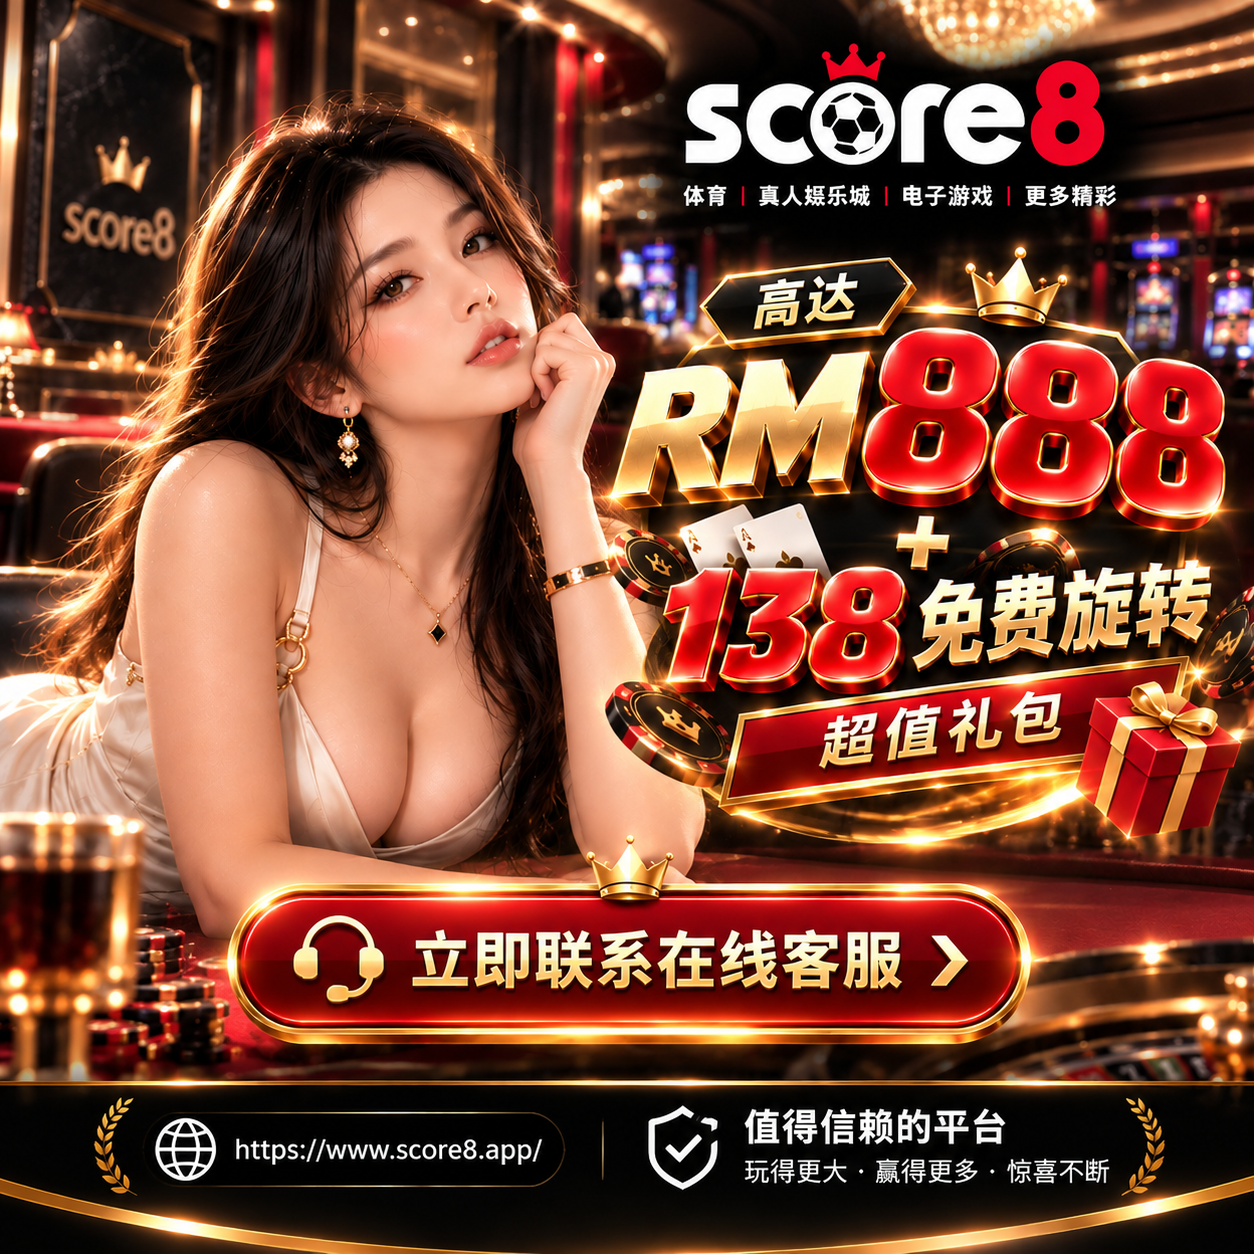 score8
score8
体育 | 真人娱乐城 | 电子游戏 | 更多精彩
高达
RM888
+
138 免费旋转
超值礼包
立即联系在线客服
https://www.score8.app/
值得信赖的平台
玩得更大 · 赢得更多 · 惊喜不断
A
A